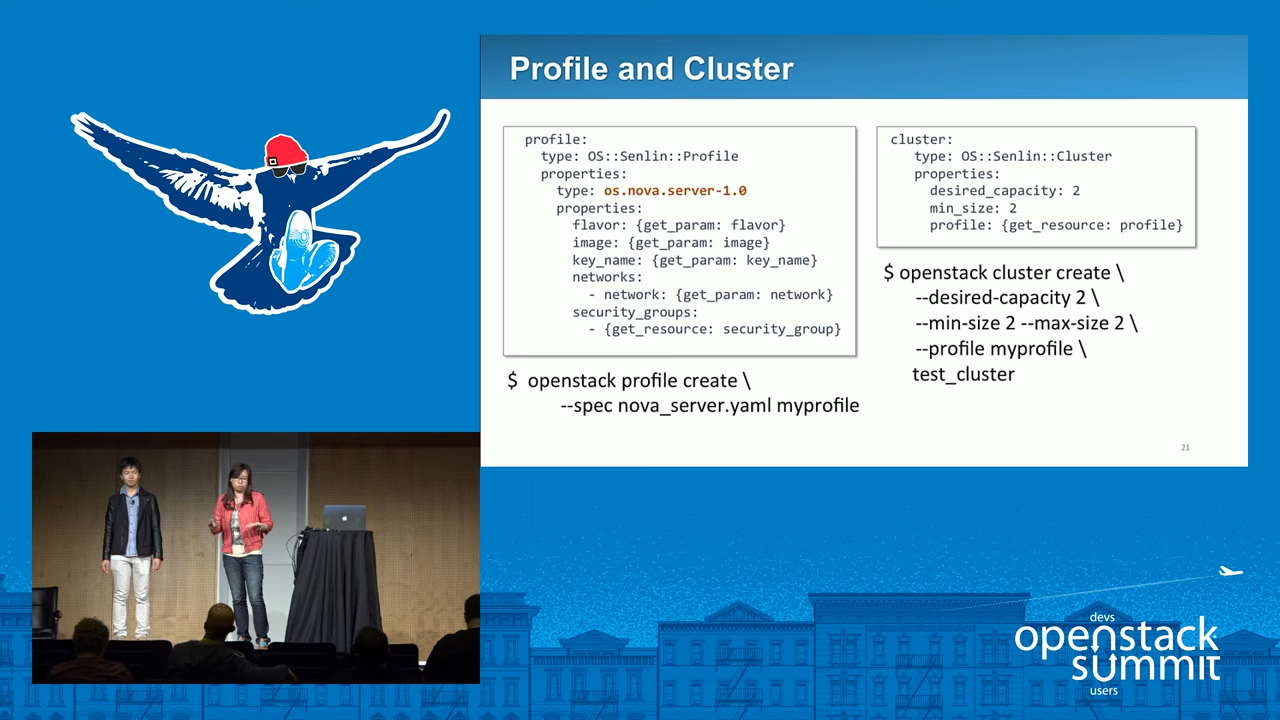 Profile and Cluster
profile:
type: OS::Senlin::Profile
properties:
type: os.nova.server-1.0
properties:
flavor: {get_param: flavor}
image: {get_param: image}
key_name: {get_param: key_name}
networks:
- network: {get_param: network}
security_groups:
- {get_resource: security_group}
$ openstack profile create \
--spec nova_server.yaml myprofile
cluster:
type: OS::Senlin::Cluster
properties:
desired_capacity: 2
min_size: 2
profile: {get_resource: profile}
$ openstack cluster create \
--desired-capacity 2 \
--min-size 2 --max-size 2 \
--profile myprofile \
test_cluster
21
devs
openstack
summit
users